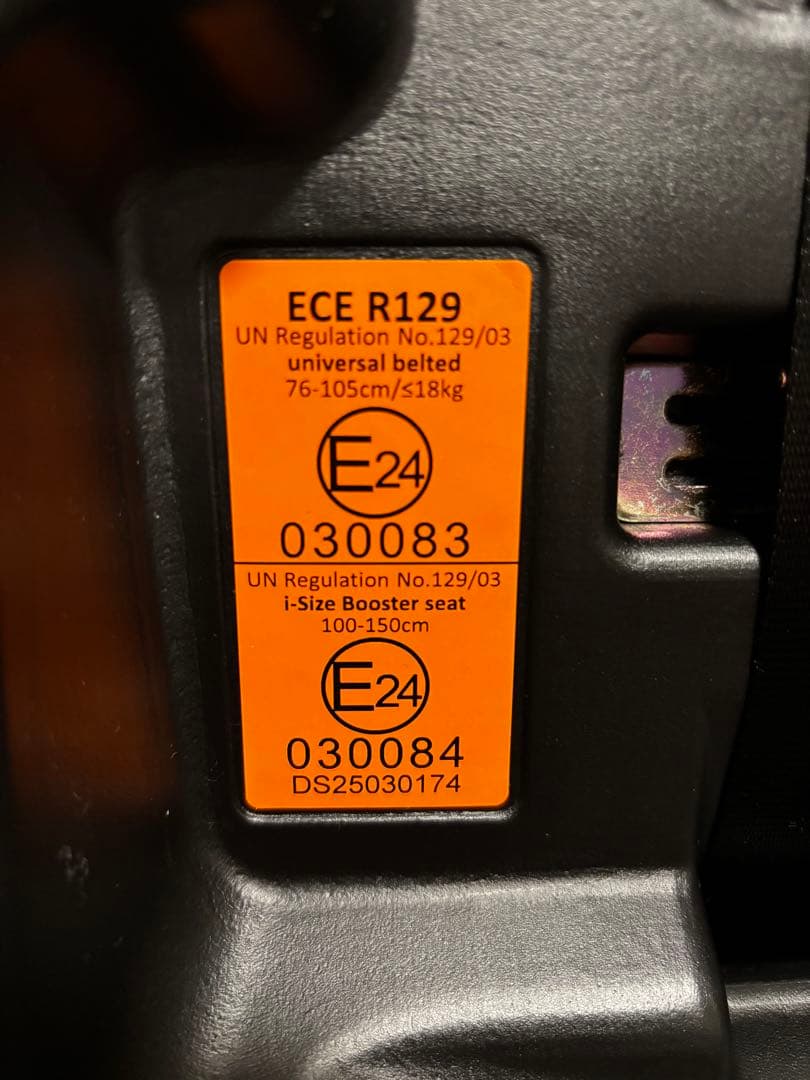 ECE R129
UN Regulation No.129/03
universal belted
76-105cm/≤18kg
E24
030083
UN Regulation No.129/03
i-Size Booster seat
100-150cm
E24
030084
DS25030174